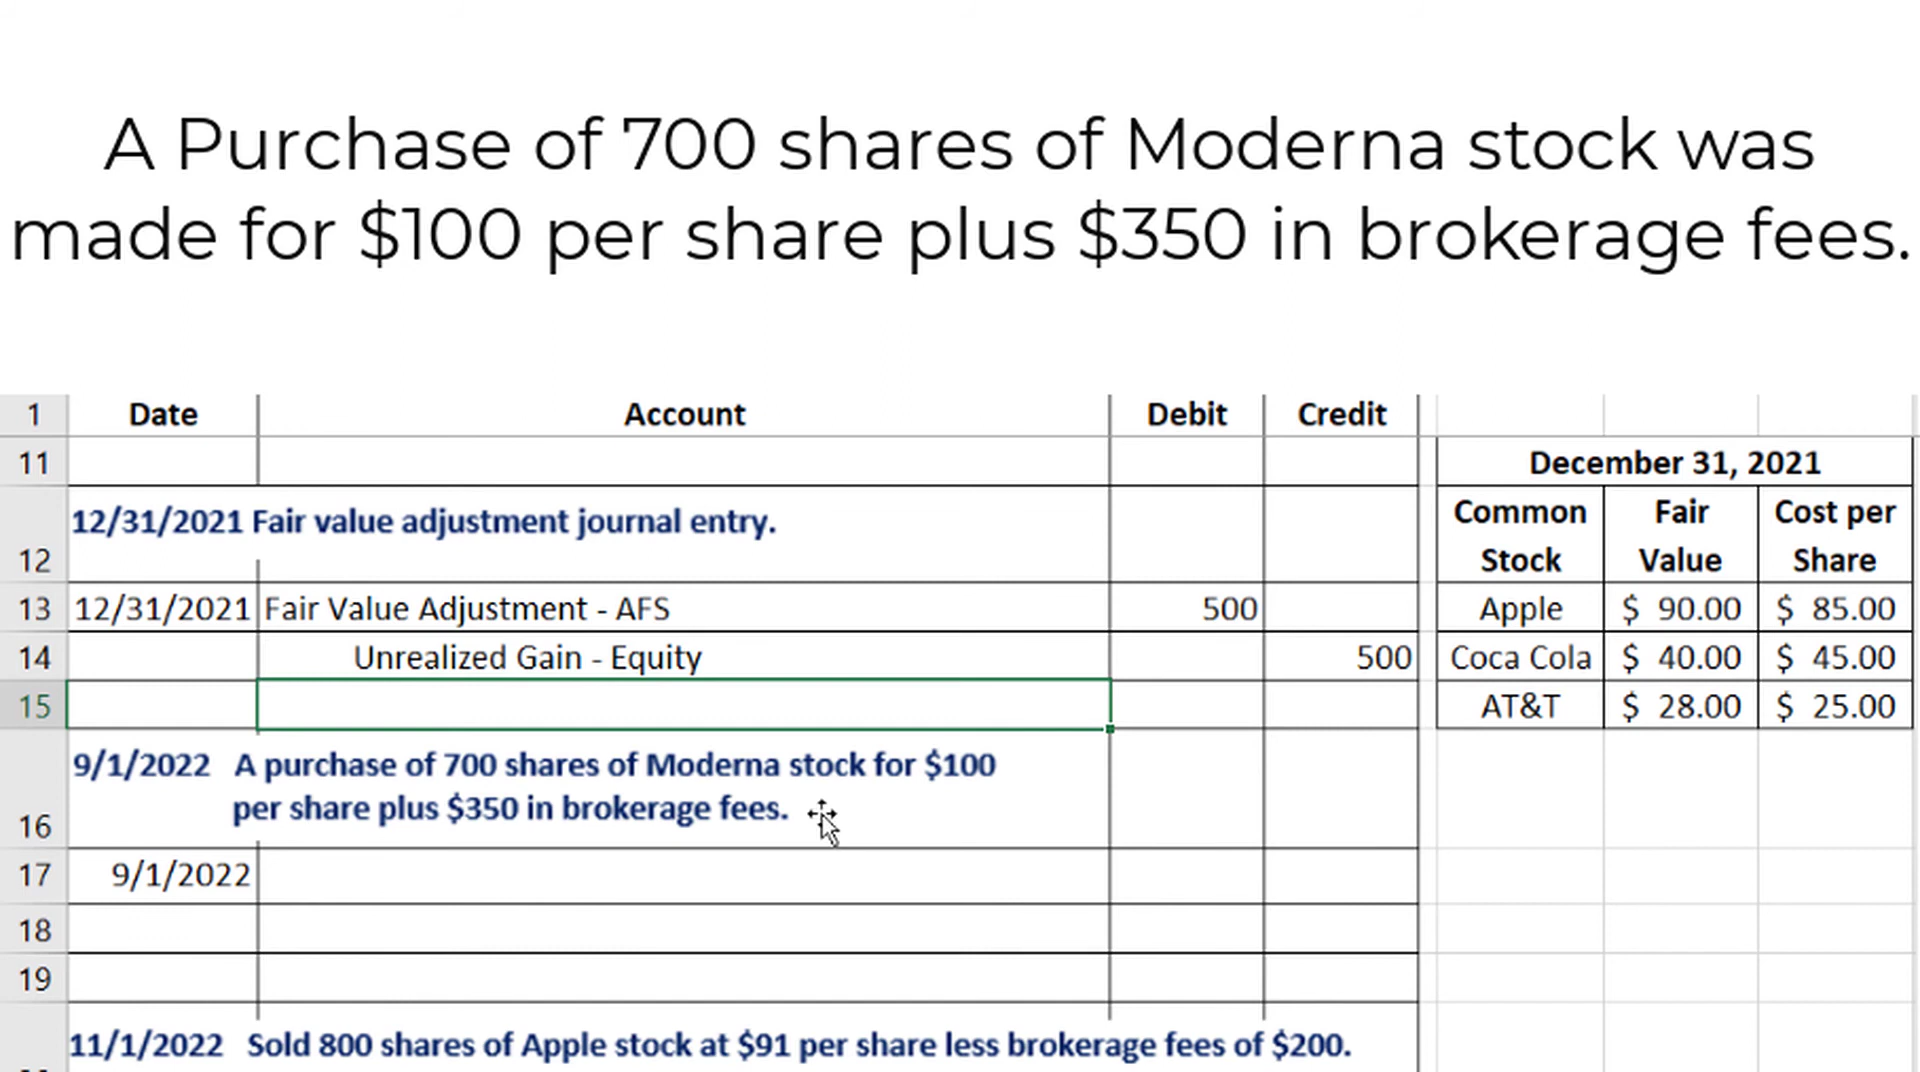 A Purchase of 700 shares of Moderna stock was
made for $100 per share plus $350 in brokerage fees.
1 Date Account Debit Credit
11 December 31, 2021
12/31/2021 Fair value adjustment journal entry.
Common Fair Cost per
12 Stock Value Share
13 12/31/2021 Fair Value Adjustment - AFS 500 Apple $ 90.00 $ 85.00
14 Unrealized Gain - Equity 500 Coca Cola $ 40.00 $ 45.00
15 AT&T $ 28.00 $ 25.00
9/1/2022 A purchase of 700 shares of Moderna stock for $100
per share plus $350 in brokerage fees.
16
17 9/1/2022
18
19
11/1/2022 Sold 800 shares of Apple stock at $91 per share less brokerage fees of $200.